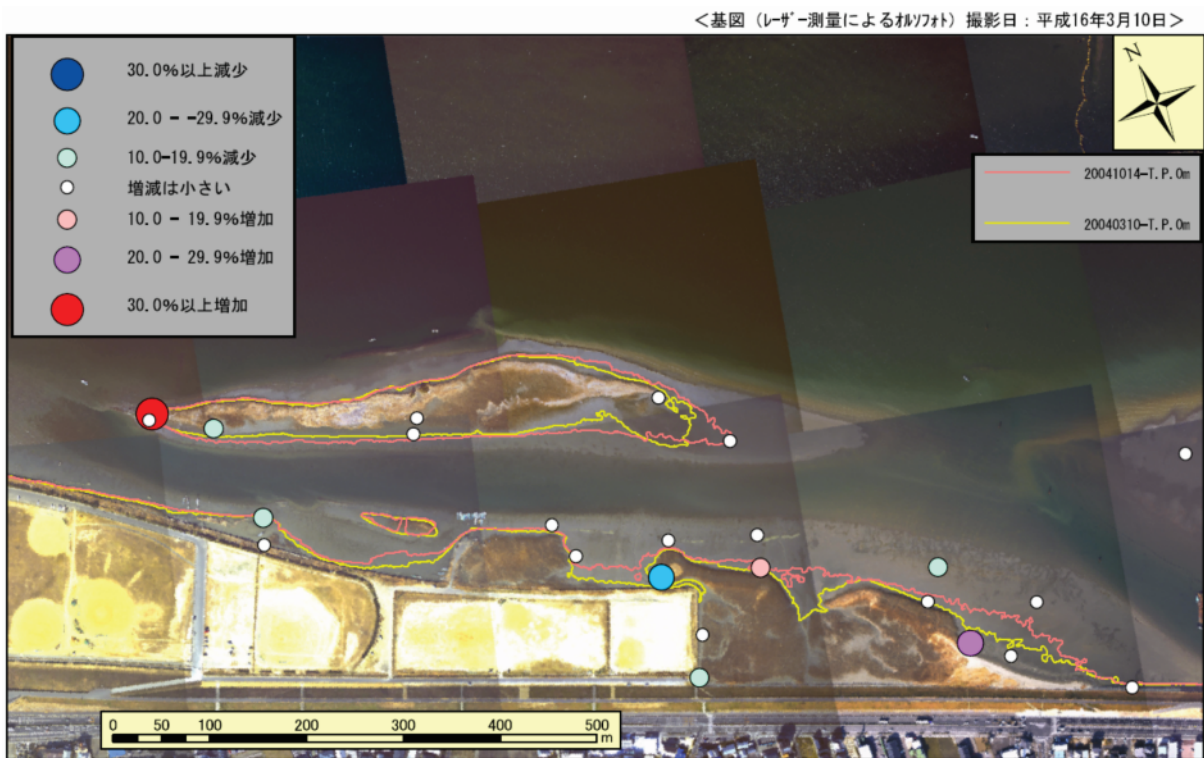 ＜基図（レーザー測量によるオルソフォト）撮影日：平成16年3月10日＞
30.0%以上減少
20.0 - -29.9%減少
10.0-19.9%減少
増減は小さい
10.0 - 19.9%増加
20.0 - 29.9%増加
30.0%以上増加
N
20041014-T.P.0m
20040310-T.P.0m
0 50 100 200 300 400 500
m